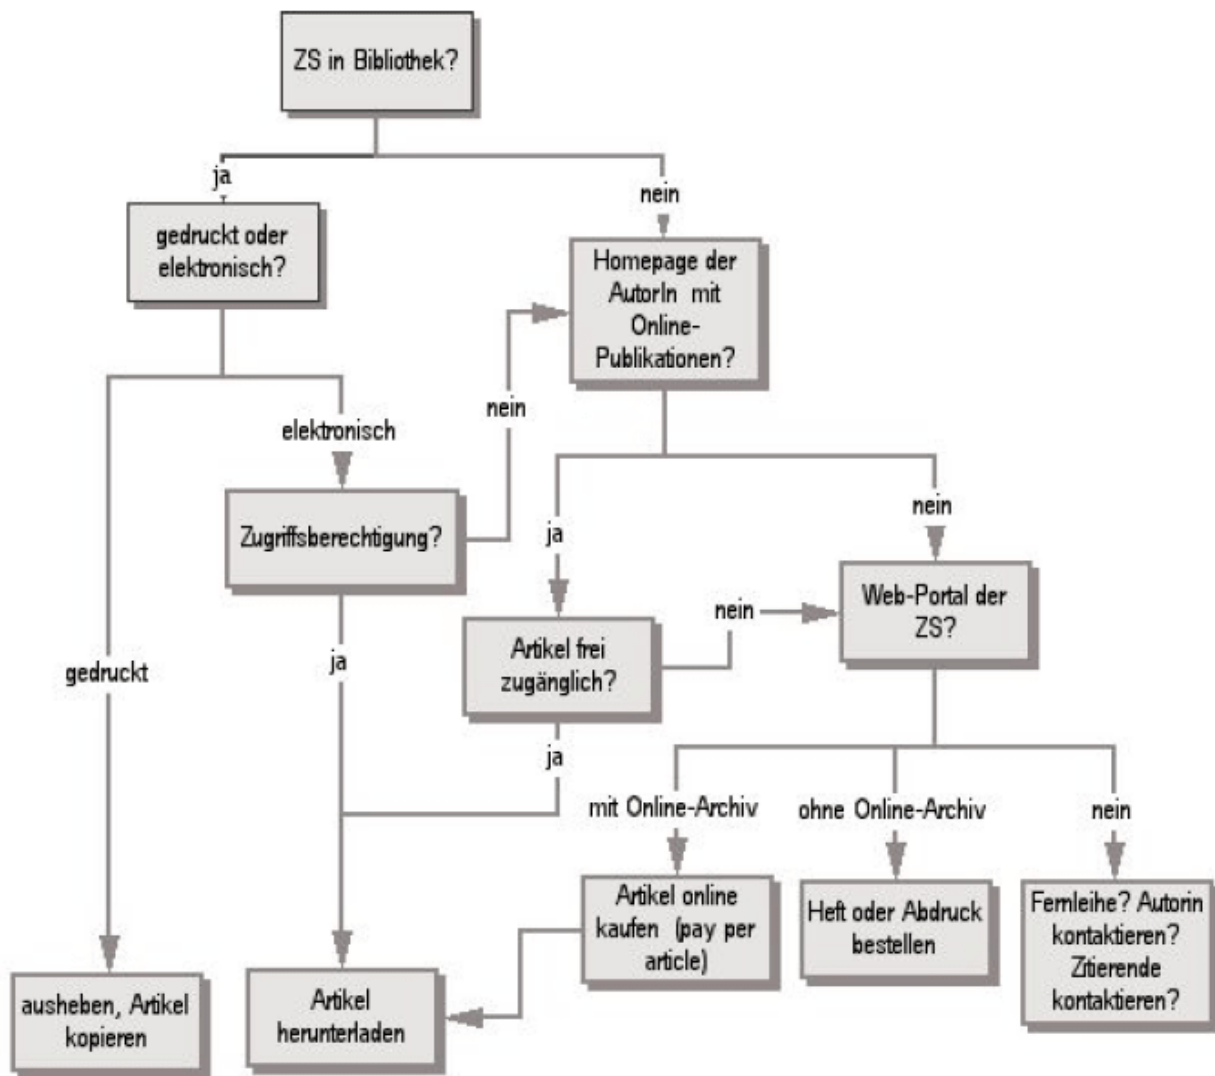 ZS in Bibliothek?
ja
nein
gedruckt oder
elektronisch?
Homepage der
AutorIn mit
Online-
Publikationen?
nein
elektronisch
Zugriffsberechtigung?
ja
nein
Web-Portal der
ZS?
nein
Artikel frei
zugänglich?
gedruckt
ja
ja
mit Online-Archiv
ohne Online-Archiv
nein
Artikel online
kaufen (pay per
article)
Heft oder Abdruck
bestellen
Fernleihe? Autorin
kontaktieren?
Zitierende
kontaktieren?
ausheben, Artikel
kopieren
Artikel
herunterladen